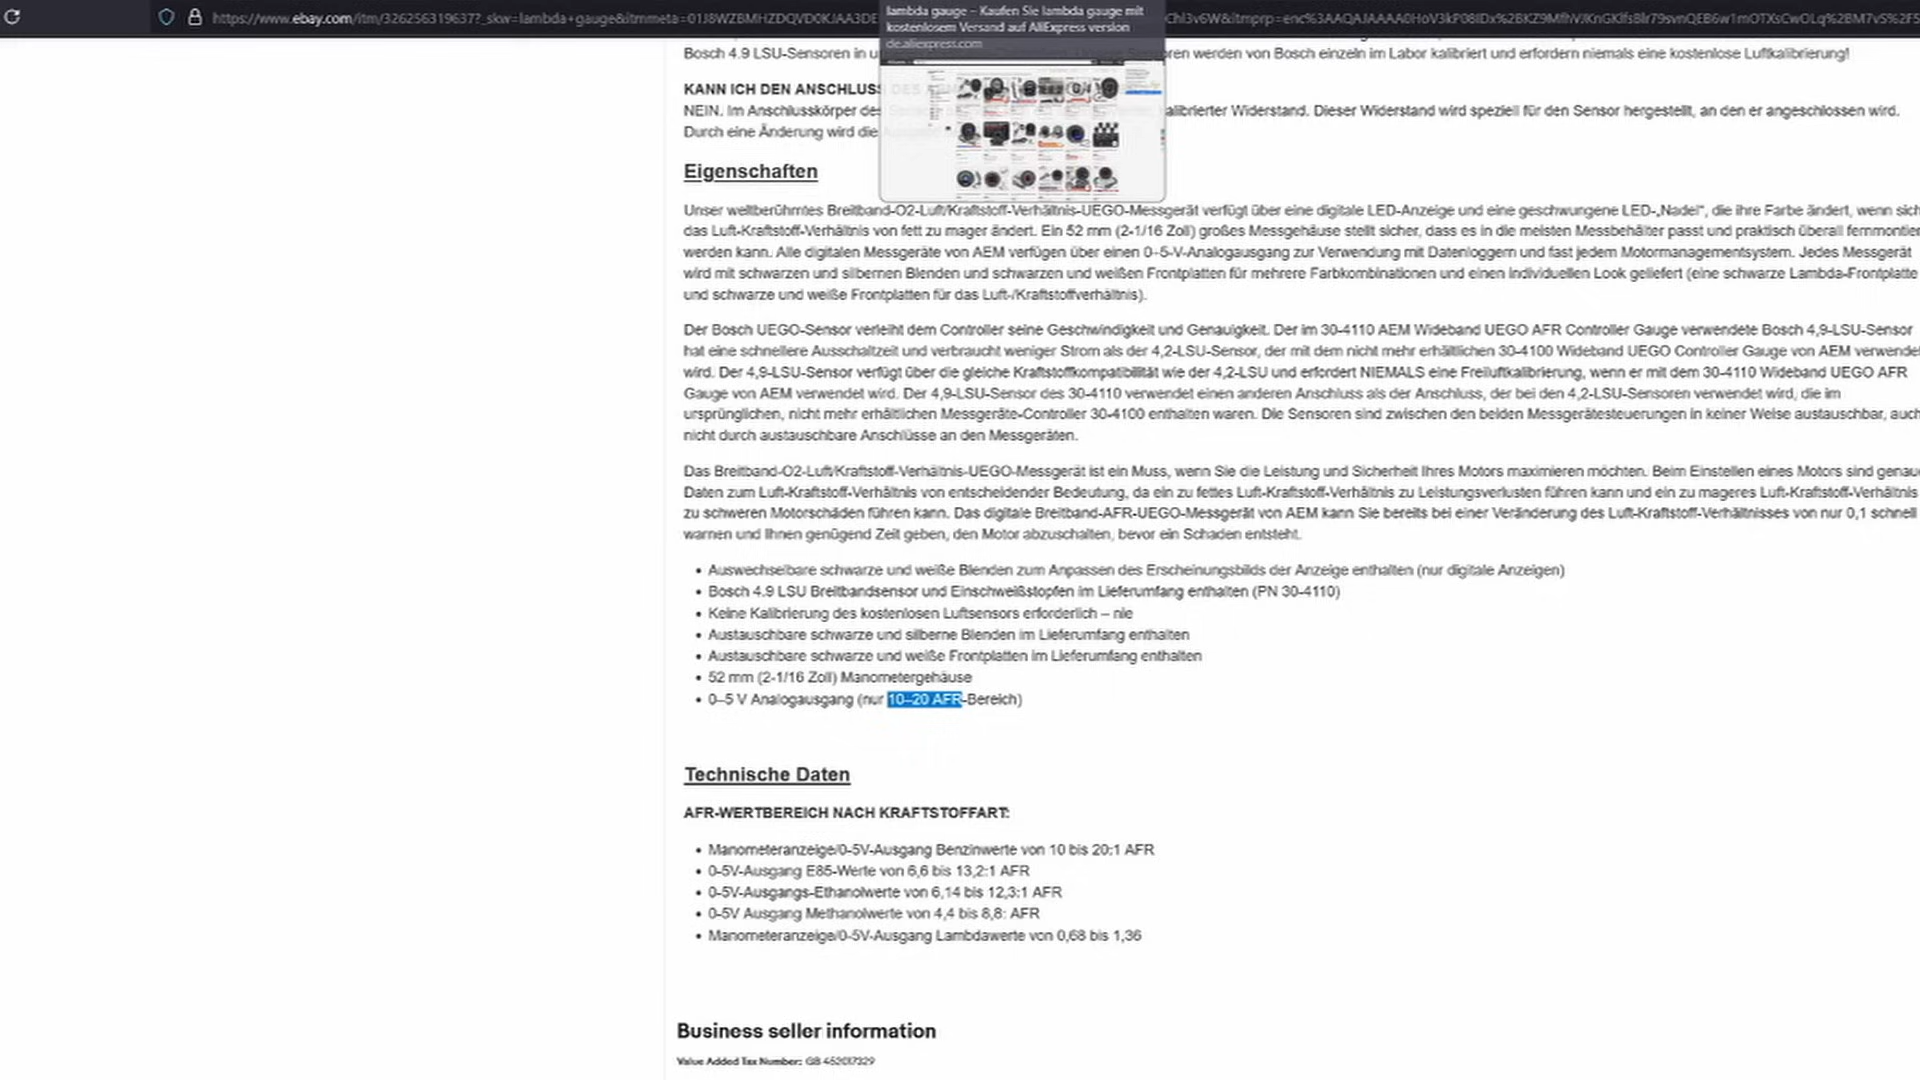 https://www.ebay.com/itm/326256319637?_skw=lambda+gauge&itmmeta=01J8WZBMHZDQVD0KJAA3DE
lambda gauge – Kaufen Sie lambda gauge mit
kostenlosem Versand auf AliExpress version
de.aliexpress.com
Bosch 4.9 LSU-Sensoren in werden von Bosch einzeln im Labor kalibriert und erfordern niemals eine kostenlose Luftkalibrierung!
KANN ICH DEN ANSCHLUSS
NEIN. Im Anschlusskörper des alibrierter Widerstand. Dieser Widerstand wird speziell für den Sensor hergestellt, an den er angeschlossen wird.
Durch eine Änderung wird die
Eigenschaften
Unser weltberühmtes Breitband-O2-Luft/Kraftstoff-Verhältnis-UEGO-Messgerät verfügt über eine digitale LED-Anzeige und eine geschwungene LED-„Nadel“, die ihre Farbe ändert, wenn sich
das Luft-Kraftstoff-Verhältnis von fett zu mager ändert. Ein 52 mm (2-1/16 Zoll) großes Messgehäuse stellt sicher, dass es in die meisten Messbehälter passt und praktisch überall fernmontier
werden kann. Alle digitalen Messgeräte von AEM verfügen über einen 0–5-V-Analogausgang zur Verwendung mit Datenloggern und fast jedem Motormanagementsystem. Jedes Messgerät
wird mit schwarzen und silbernen Blenden und schwarzen und weißen Frontplatten für mehrere Farbkombinationen und einen individuellen Look geliefert (eine schwarze Lambda-Frontplatte
und schwarze und weiße Frontplatten für das Luft-/Kraftstoffverhältnis).
Der Bosch UEGO-Sensor verleiht dem Controller seine Geschwindigkeit und Genauigkeit. Der im 30-4110 AEM Wideband UEGO AFR Controller Gauge verwendete Bosch 4,9-LSU-Sensor
hat eine schnellere Ausschaltzeit und verbraucht weniger Strom als der 4,2-LSU-Sensor, der mit dem nicht mehr erhältlichen 30-4100 Wideband UEGO Controller Gauge von AEM verwendet
wird. Der 4,9-LSU-Sensor verfügt über die gleiche Kraftstoffkompatibilität wie der 4,2-LSU und erfordert NIEMALS eine Freiluftkalibrierung, wenn er mit dem 30-4110 Wideband UEGO AFR
Gauge von AEM verwendet wird. Der 4,9-LSU-Sensor des 30-4110 verwendet einen anderen Anschluss als der Anschluss, der bei den 4,2-LSU-Sensoren verwendet wird, die im
ursprünglichen, nicht mehr erhältlichen Messgeräte-Controller 30-4100 enthalten waren. Die Sensoren sind zwischen den beiden Messgerätesteuerungen in keiner Weise austauschbar, auch
nicht durch austauschbare Anschlüsse an den Messgeräten.
Das Breitband-O2-Luft/Kraftstoff-Verhältnis-UEGO-Messgerät ist ein Muss, wenn Sie die Leistung und Sicherheit Ihres Motors maximieren möchten. Beim Einstellen eines Motors sind genaue
Daten zum Luft-Kraftstoff-Verhältnis von entscheidender Bedeutung, da ein zu fettes Luft-Kraftstoff-Verhältnis zu Leistungsverlusten führen kann und ein zu mageres Luft-Kraftstoff-Verhältnis
zu schweren Motorschäden führen kann. Das digitale Breitband-AFR-UEGO-Messgerät von AEM kann Sie bereits bei einer Veränderung des Luft-Kraftstoff-Verhältnisses von nur 0,1 schnell
warnen und Ihnen genügend Zeit geben, den Motor abzuschalten, bevor ein Schaden entsteht.
• Auswechselbare schwarze und weiße Blenden zum Anpassen des Erscheinungsbilds der Anzeige enthalten (nur digitale Anzeigen)
• Bosch 4.9 LSU Breitbandsensor und Einschweißstopfen im Lieferumfang enthalten (PN 30-4110)
• Keine Kalibrierung des kostenlosen Luftsensors erforderlich – nie
• Austauschbare schwarze und silberne Blenden im Lieferumfang enthalten
• Austauschbare schwarze und weiße Frontplatten im Lieferumfang enthalten
• 52 mm (2-1/16 Zoll) Manometergehäuse
• 0–5 V Analogausgang (nur 10–20 AFR-Bereich)
Technische Daten
AFR-WERTBEREICH NACH KRAFTSTOFFART:
• Manometeranzeige/0-5V-Ausgang Benzinwerte von 10 bis 20:1 AFR
• 0-5V-Ausgang E85-Werte von 6,6 bis 13,2:1 AFR
• 0-5V-Ausgangs-Ethanolwerte von 6,14 bis 12,3:1 AFR
• 0-5V Ausgang Methanolwerte von 4,4 bis 8,8: AFR
• Manometeranzeige/0-5V-Ausgang Lambdawerte von 0,68 bis 1,36
Business seller information
Value Added Tax Number: GB 452017329